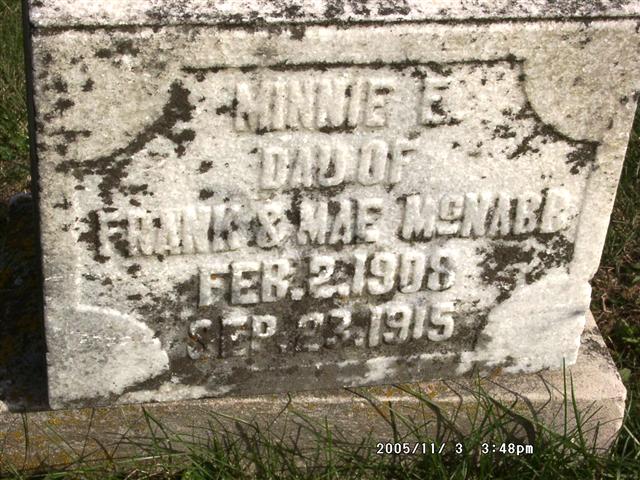 MINNIE E.
DAU OF
FRANK & MAE McNABB
FEB. 2. 1908
SEP. 23. 1915
2005/11/ 3 3:48pm